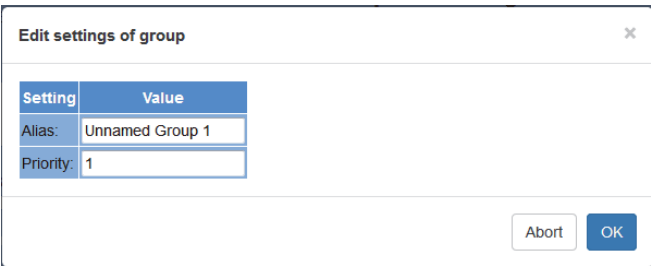 Edit settings of group ×
Setting Value
Alias: Unnamed Group 1
Priority: 1
Abort OK